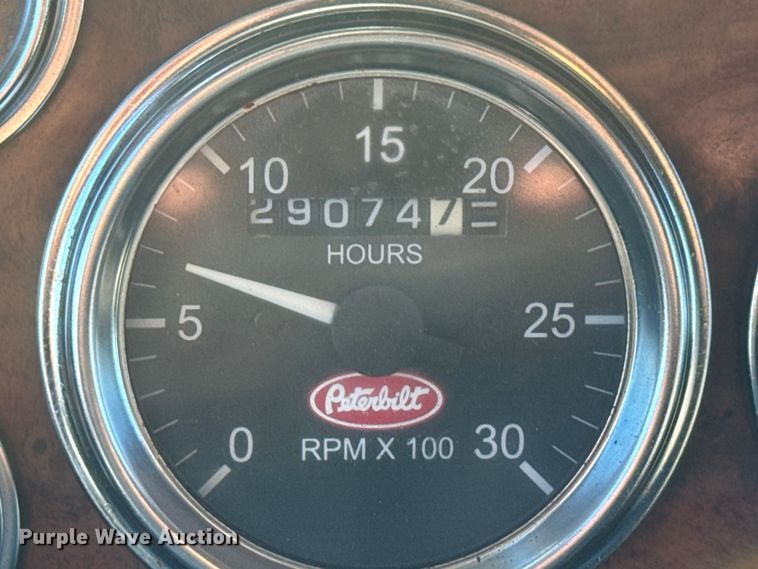 15
10 20
290747
HOURS
5 25
Peterbilt
0 30
RPM X 100
Purple Wave Auction